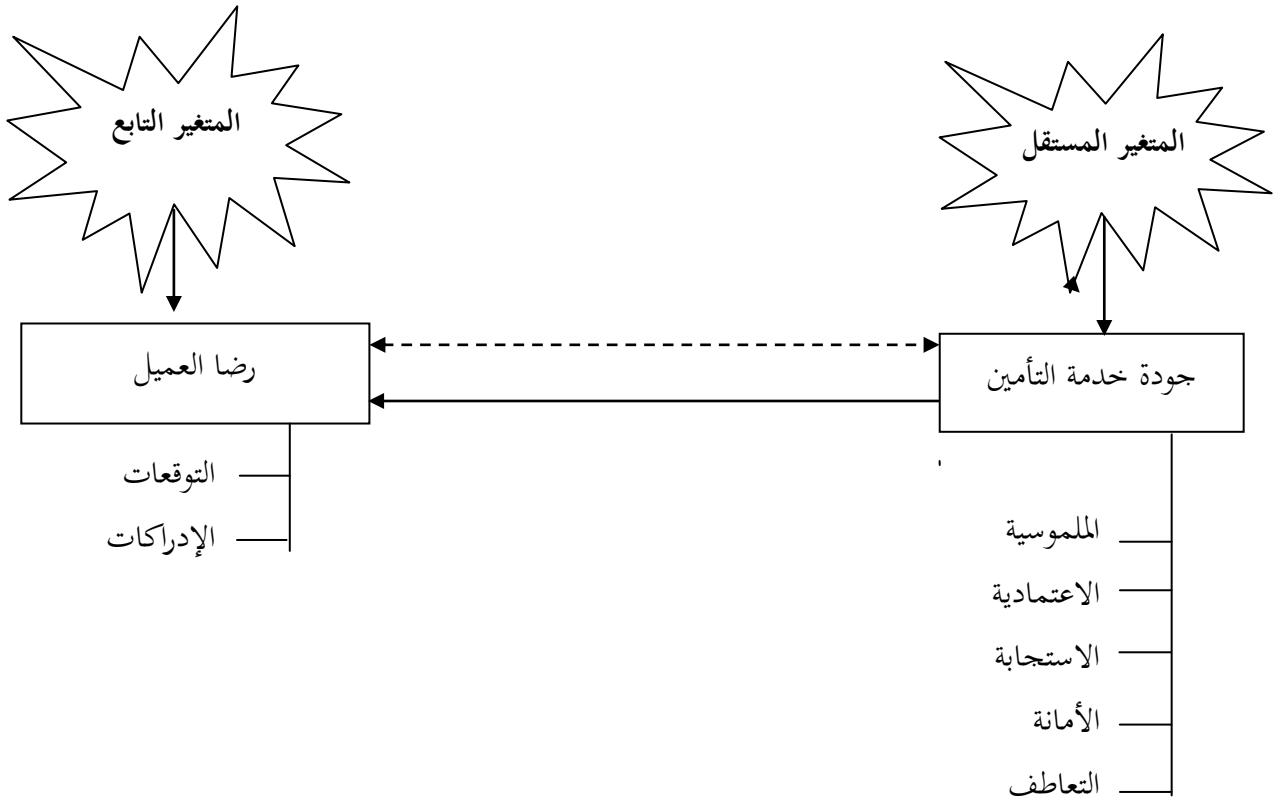 المتغير المستقل
المتغير التابع
جودة خدمة التأمين
رضا العميل
الملموسية
الاعتمادية
الاستجابة
الأمانة
التعاطف
التوقعات
الإدراكات